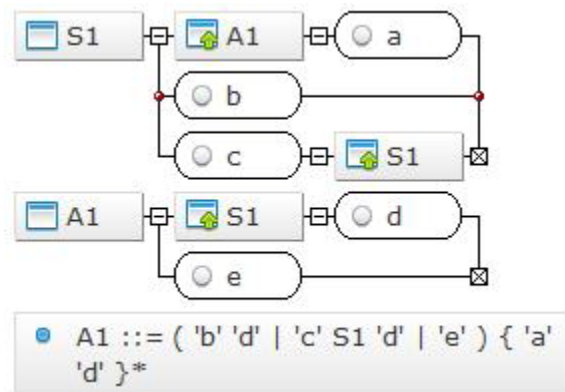 S1 A1 a
b
c S1
A1 S1 d
e
A1 ::= ( 'b' 'd' | 'c' S1 'd' | 'e' ) { 'a'
'd' }*